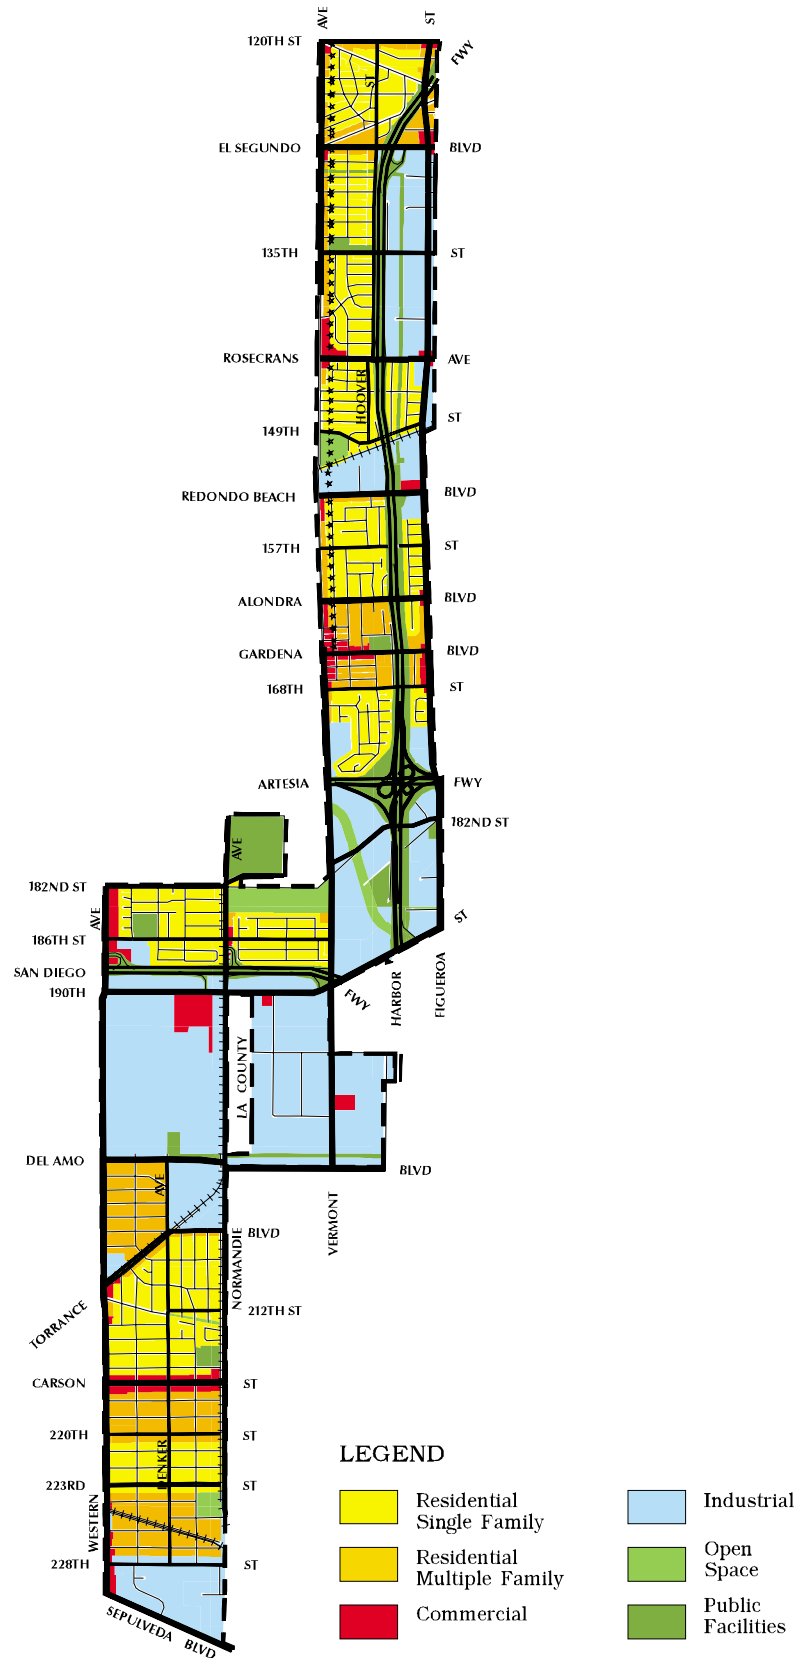 AVE
ST
120TH ST
FWY
ST
EL SEGUNDO
BLVD
135TH
ST
ROSECRANS
AVE
HOOVER
149TH
ST
REDONDO BEACH
BLVD
157TH
ST
ALONDRA
BLVD
GARDENA
BLVD
168TH
ST
ARTESIA
FWY
182ND ST
AVE
182ND ST
AVE
ST
186TH ST
SAN DIEGO
190TH
FWY
HARBOR
FIGUEROA
LA COUNTY
DEL AMO
BLVD
AVE
VERMONT
BLVD
NORMANDIE
212TH ST
TORRANCE
CARSON
ST
220TH
ST
DENKER
223RD
ST
WESTERN
228TH
ST
SEPULVEDA BLVD
LEGEND
Residential
Single Family
Residential
Multiple Family
Commercial
Industrial
Open
Space
Public
Facilities